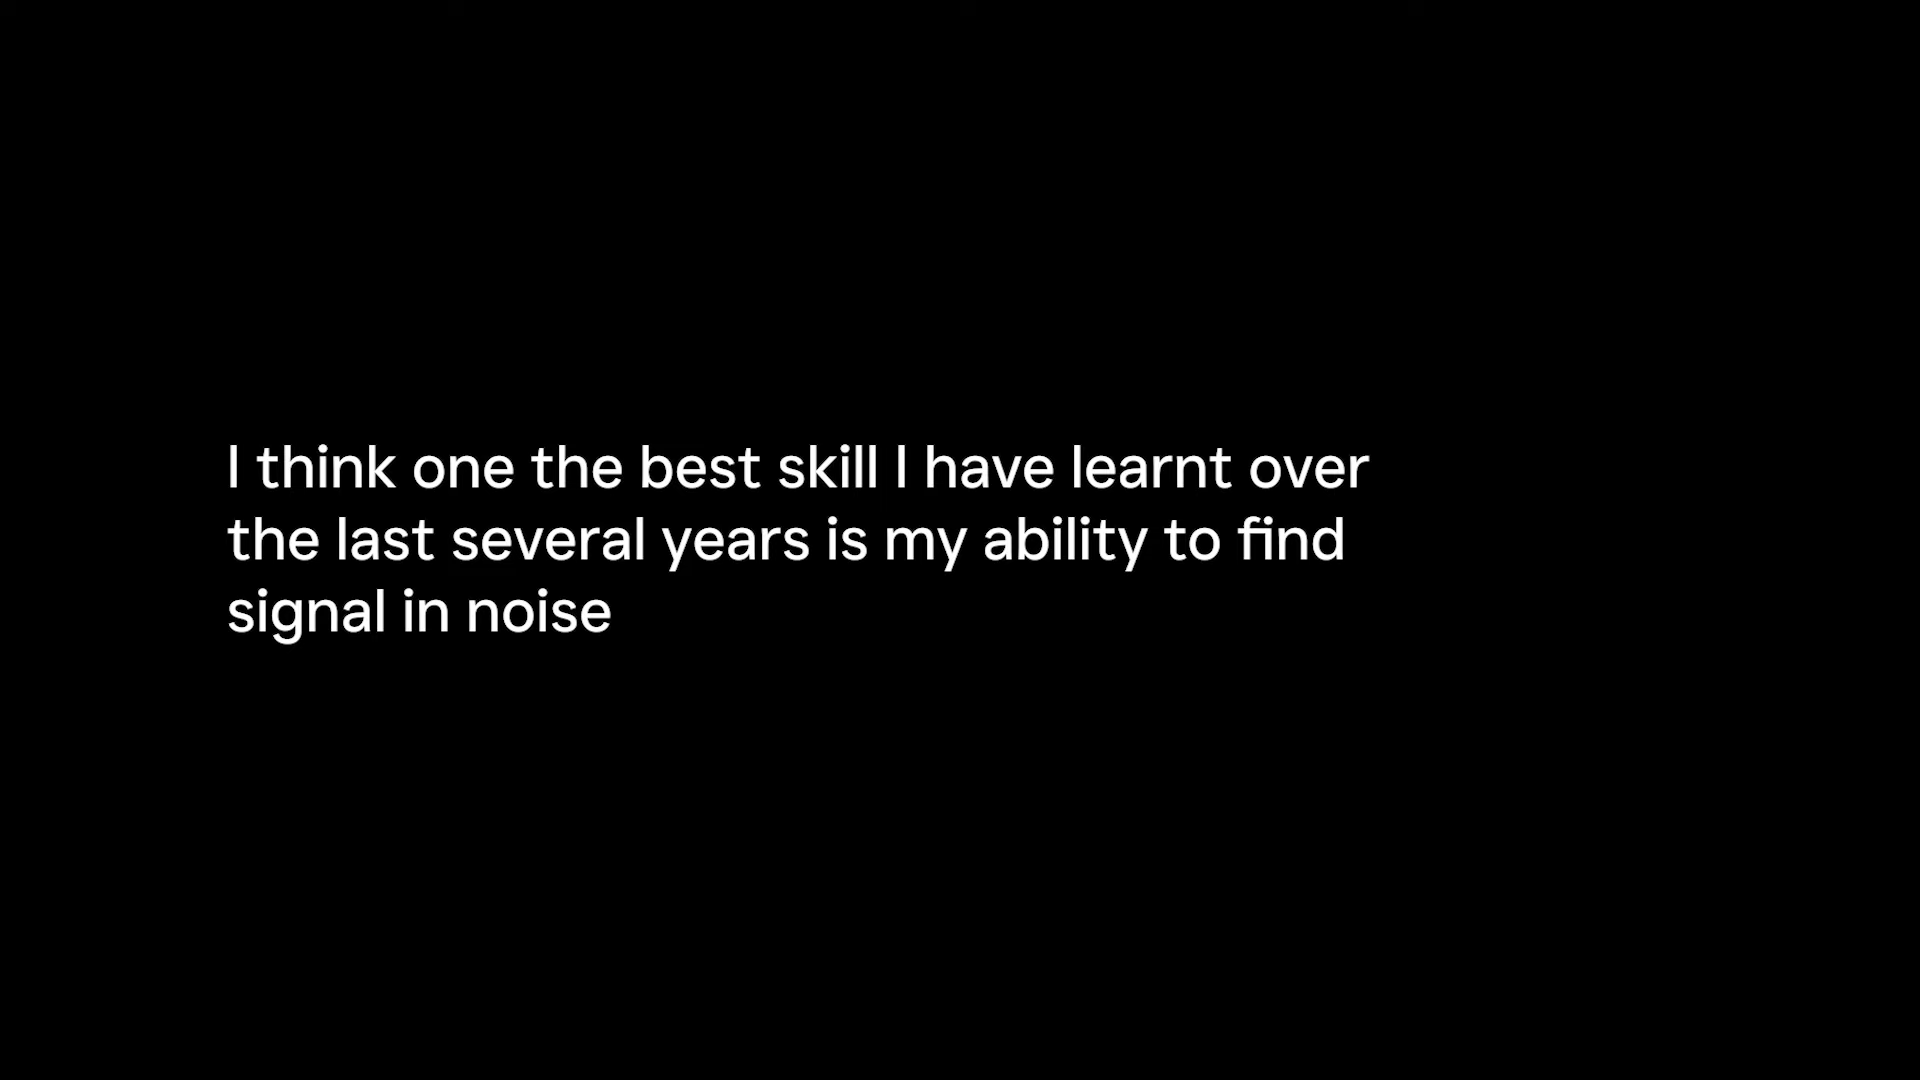 I think one the best skill I have learnt over
the last several years is my ability to find
signal in noise